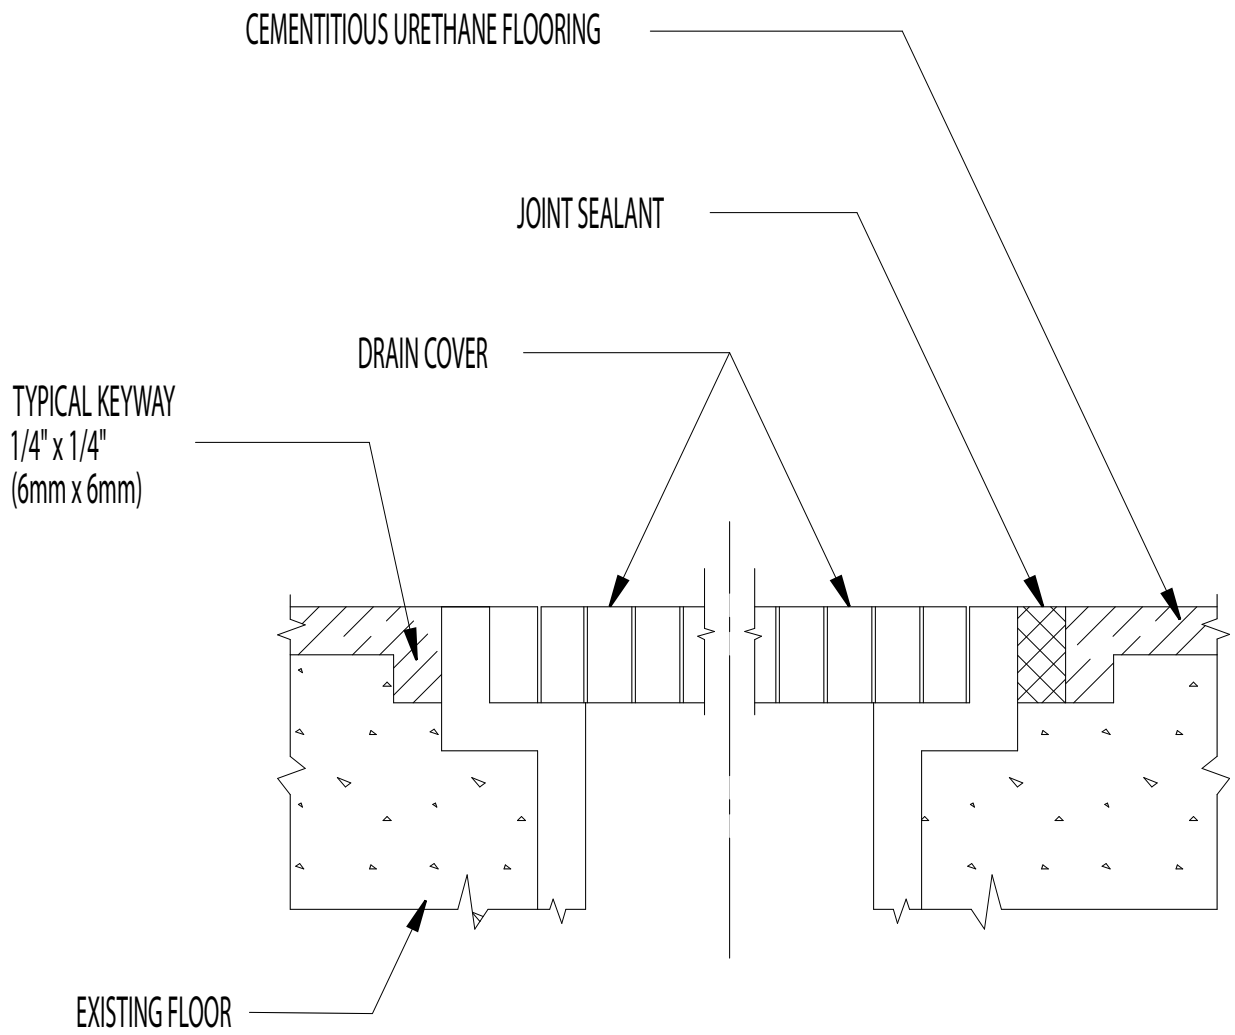 CEMENTITIOUS URETHANE FLOORING
JOINT SEALANT
DRAIN COVER
TYPICAL KEYWAY
1/4" x 1/4"
(6mm x 6mm)
EXISTING FLOOR